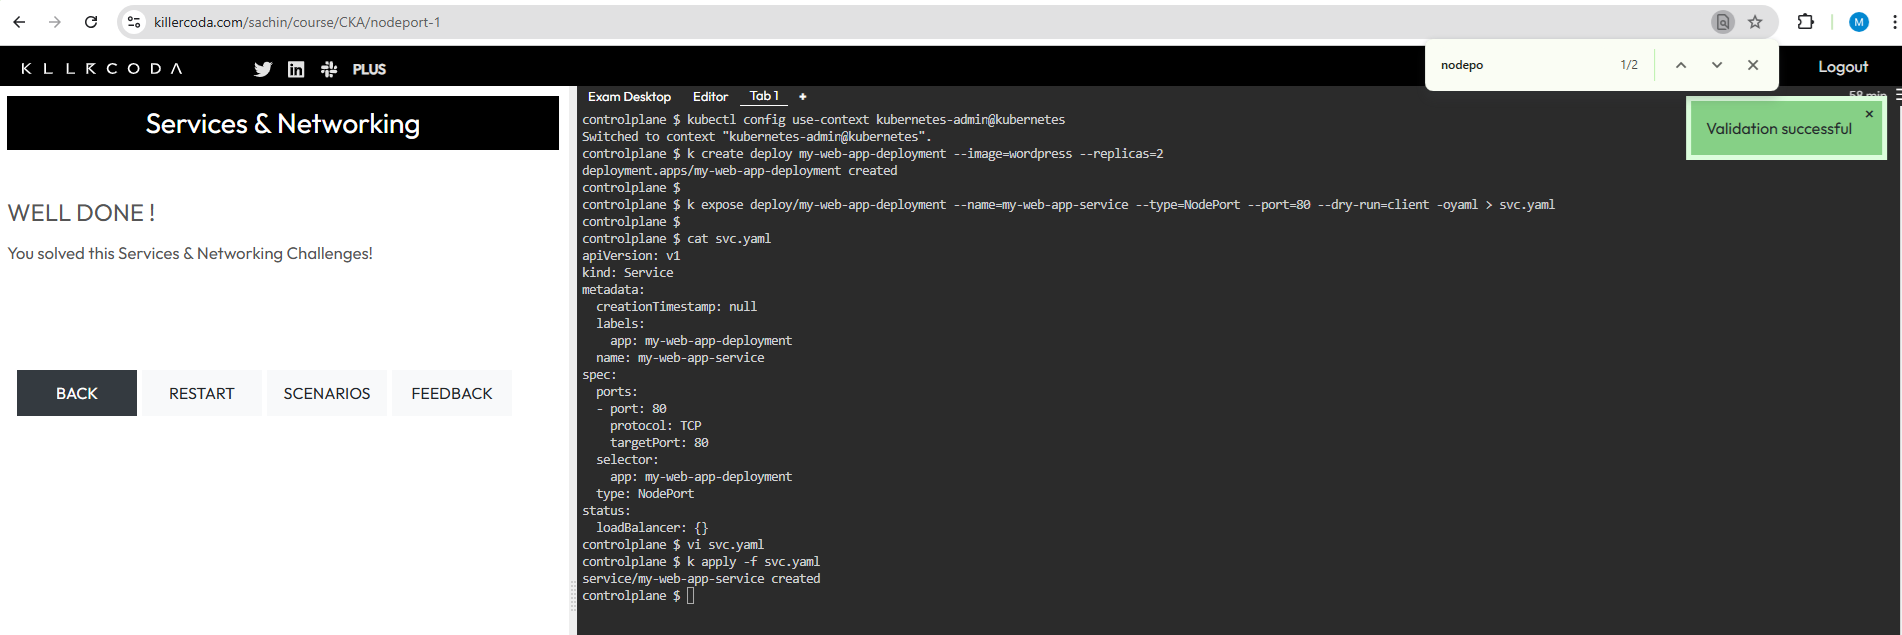 killercoda.com/sachin/course/CKA/nodeport-1
M
KILLERCODA
PLUS
nodepo
1/2
Logout
Services & Networking
Exam Desktop Editor Tab 1 +
58 min
Validation successful
×
WELL DONE !
You solved this Services & Networking Challenges!
BACK
RESTART
SCENARIOS
FEEDBACK
controlplane $ kubectl config use-context kubernetes-admin@kubernetes
Switched to context "kubernetes-admin@kubernetes".
controlplane $ k create deploy my-web-app-deployment --image=wordpress --replicas=2
deployment.apps/my-web-app-deployment created
controlplane $
controlplane $ k expose deploy/my-web-app-deployment --name=my-web-app-service --type=NodePort --port=80 --dry-run=client -oyaml > svc.yaml
controlplane $
controlplane $ cat svc.yaml
apiVersion: v1
kind: Service
metadata:
  creationTimestamp: null
  labels:
    app: my-web-app-deployment
  name: my-web-app-service
spec:
  ports:
  - port: 80
    protocol: TCP
    targetPort: 80
  selector:
    app: my-web-app-deployment
  type: NodePort
status:
  loadBalancer: {}
controlplane $ vi svc.yaml
controlplane $ k apply -f svc.yaml
service/my-web-app-service created
controlplane $